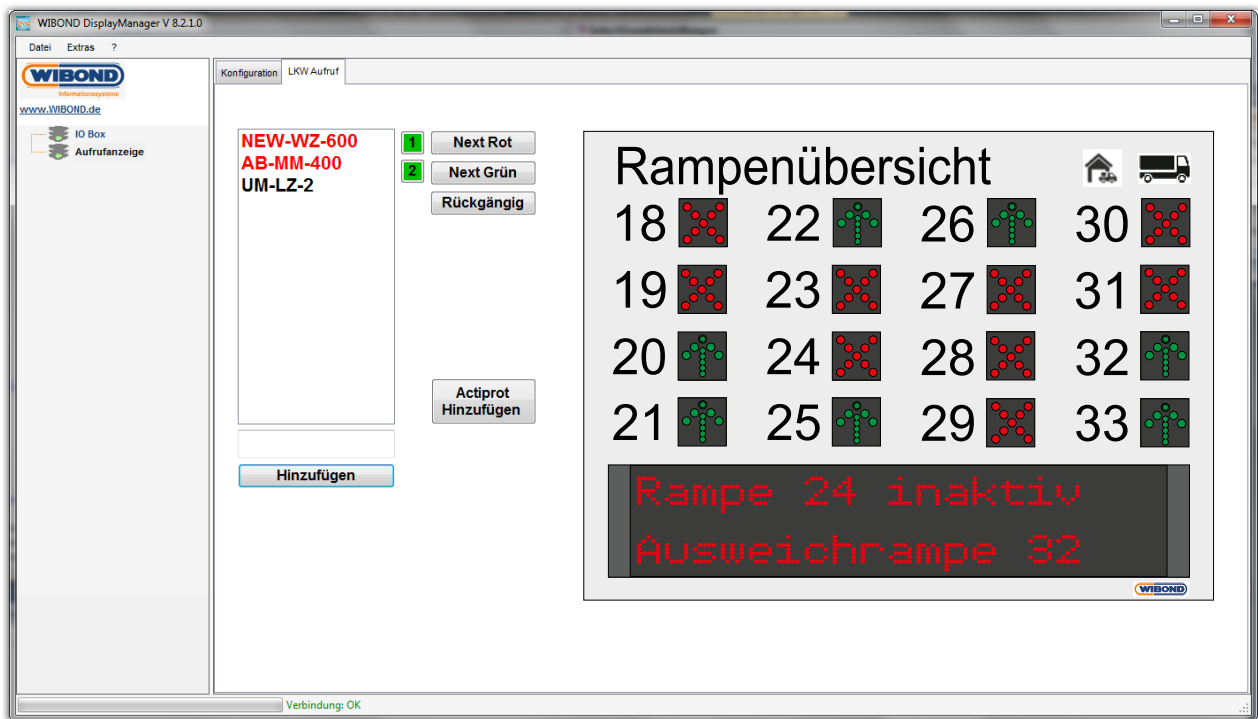 WIBOND DisplayManager V 8.2.1.0
Datei Extras ?
WIBOND
Informationssysteme
www.WIBOND.de
IO Box
Aufrufanzeige
Konfiguration LKW Aufruf
NEW-WZ-600
AB-MM-400
UM-LZ-2
1 Next Rot
2 Next Grün
Rückgängig
Actiprot
Hinzufügen
Hinzufügen
Rampenübersicht
18 22 26 30
19 23 27 31
20 24 28 32
21 25 29 33
Rampe 24 inaktiv
Ausweichrampe 32
WIBOND
Verbindung: OK